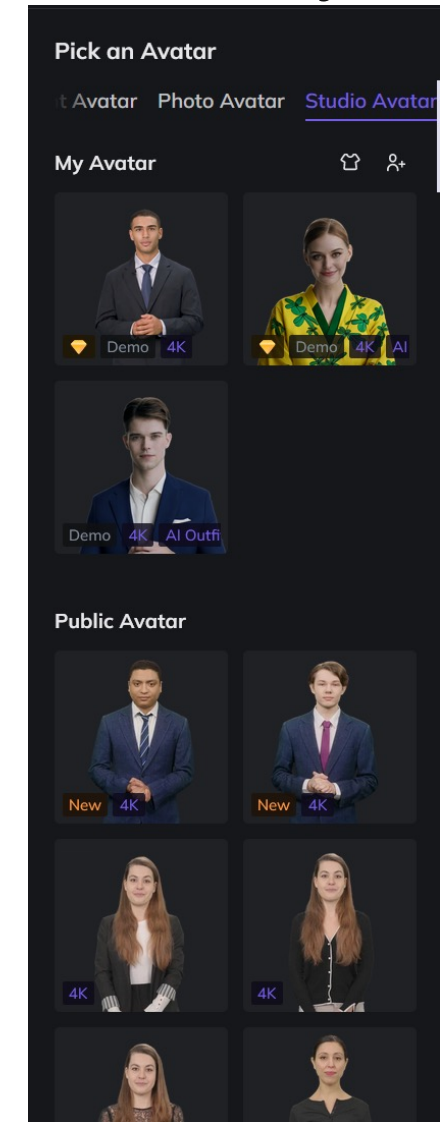 Pick an Avatar
t Avatar Photo Avatar Studio Avatar
My Avatar
Demo 4K
Demo 4K AI
Demo 4K AI Outfi
Public Avatar
New 4K
New 4K
4K
4K